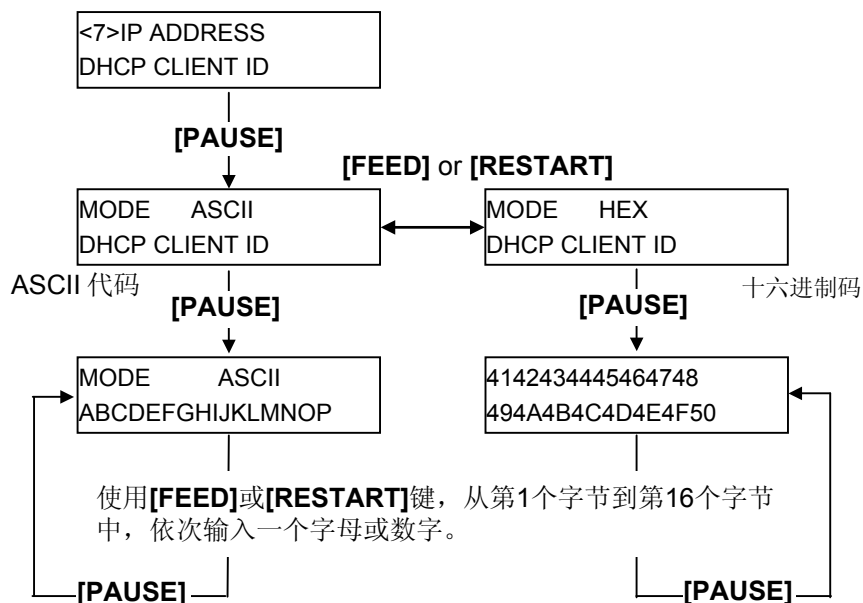 <7>IP ADDRESS
DHCP CLIENT ID
[PAUSE]
[FEED] or [RESTART]
MODE ASCII
DHCP CLIENT ID
MODE HEX
DHCP CLIENT ID
ASCII 代码
十六进制码
[PAUSE]
[PAUSE]
MODE ASCII
ABCDEFGHIJKLMNOP
4142434445464748
494A4B4C4D4E4F50
使用[FEED]或[RESTART]键，从第1个字节到第16个字节
中，依次输入一个字母或数字。
[PAUSE]
[PAUSE]